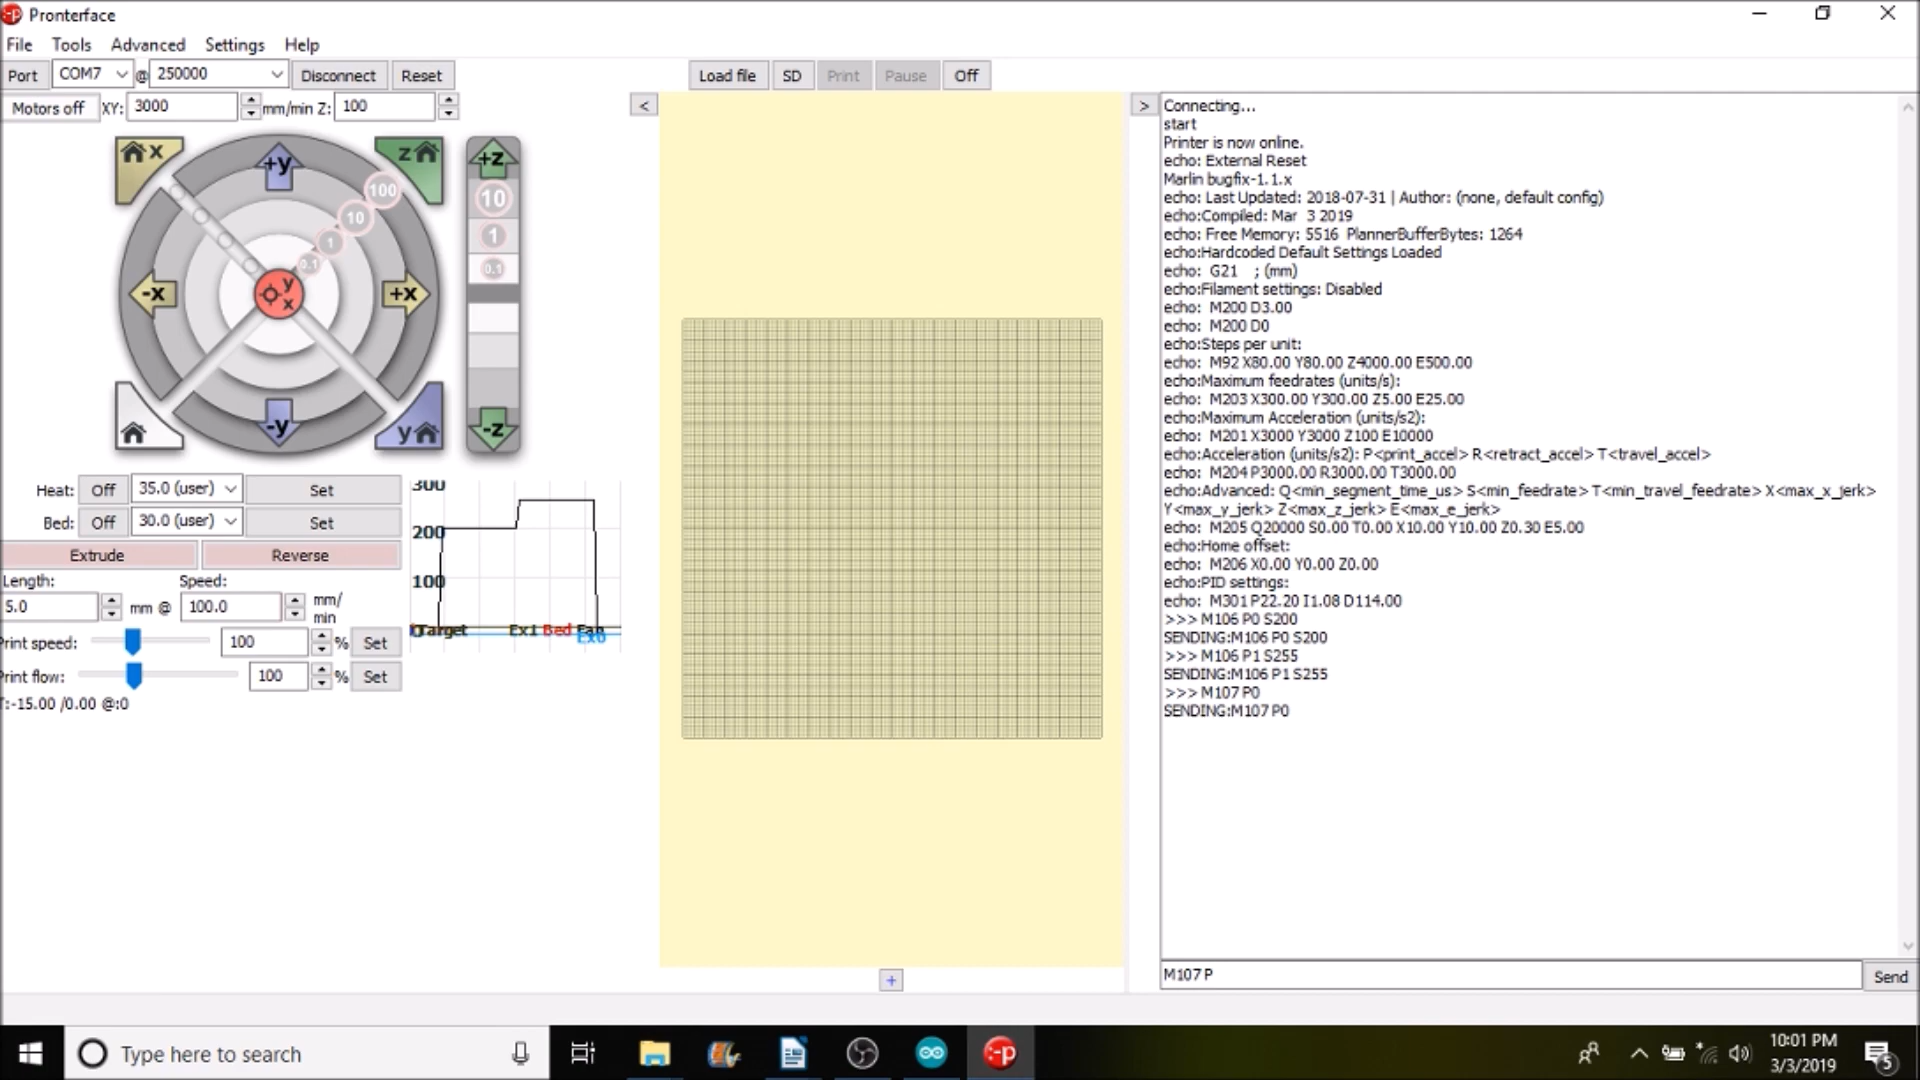 Pronterface
File Tools Advanced Settings Help
Port COM7 @ 250000 Disconnect Reset Load file SD Print Pause Off
Motors off XY: 3000 mm/min Z: 100 < >
x z +y +z
100 10
10 1
1 0.1
0.1
-x y x +x
-y y -z
Heat: Off 35.0 (user) Set
Bed: Off 30.0 (user) Set
Extrude Reverse
Length: Speed:
5.0 mm @ 100.0 mm/
min
Print speed: 100 % Set
Print flow: 100 % Set
T:-15.00 /0.00 @:0
300
200
100
Target Ex1 Bed Fan
Ex0
+
Connecting...
start
Printer is now online.
echo: External Reset
Marlin bugfix-1.1.x
echo: Last Updated: 2018-07-31 | Author: (none, default config)
echo:Compiled: Mar  3 2019
echo: Free Memory: 5516  PlannerBufferBytes: 1264
echo:Hardcoded Default Settings Loaded
echo:  G21    ; (mm)
echo:Filament settings: Disabled
echo:  M200 D3.00
echo:  M200 D0
echo:Steps per unit:
echo:  M92 X80.00 Y80.00 Z4000.00 E500.00
echo:Maximum feedrates (units/s):
echo:  M203 X300.00 Y300.00 Z5.00 E25.00
echo:Maximum Acceleration (units/s2):
echo:  M201 X3000 Y3000 Z100 E10000
echo:Acceleration (units/s2): P<print_accel> R<retract_accel> T<travel_accel>
echo:  M204 P3000.00 R3000.00 T3000.00
echo:Advanced: Q<min_segment_time_us> S<min_feedrate> T<min_travel_feedrate> X<max_x_jerk>
Y<max_y_jerk> Z<max_z_jerk> E<max_e_jerk>
echo:  M205 Q20000 S0.00 T0.00 X10.00 Y10.00 Z0.30 E5.00
echo:Home offset:
echo:  M206 X0.00 Y0.00 Z0.00
echo:PID settings:
echo:  M301 P22.20 I1.08 D114.00
>>> M106 P0 S200
SENDING:M106 P0 S200
>>> M106 P1 S255
SENDING:M106 P1 S255
>>> M107 P0
SENDING:M107 P0
M107 P Send
Type here to search
10:01 PM
3/3/2019
5